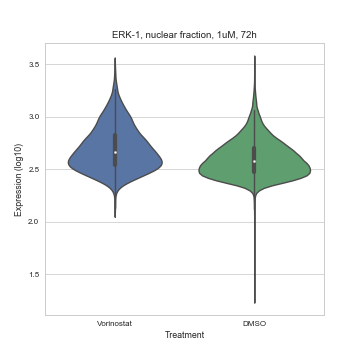 ERK-1, nuclear fraction, 1uM, 72h
3.5
3.0
2.5
2.0
1.5
Expression (log10)
Vorinostat DMSO
Treatment